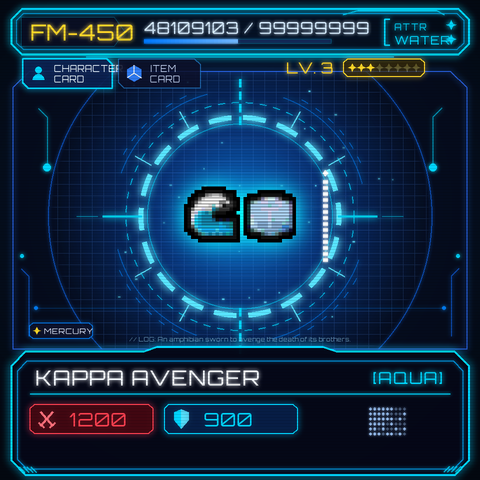 FM-450 48109103 / 99999999 ATTR
WATER
CHARACTER
CARD
ITEM
CARD
LV. 3
MERCURY
// LOG: An amphibian sworn to avenge the death of its brothers.
KAPPA AVENGER [AQUA]
1200 900